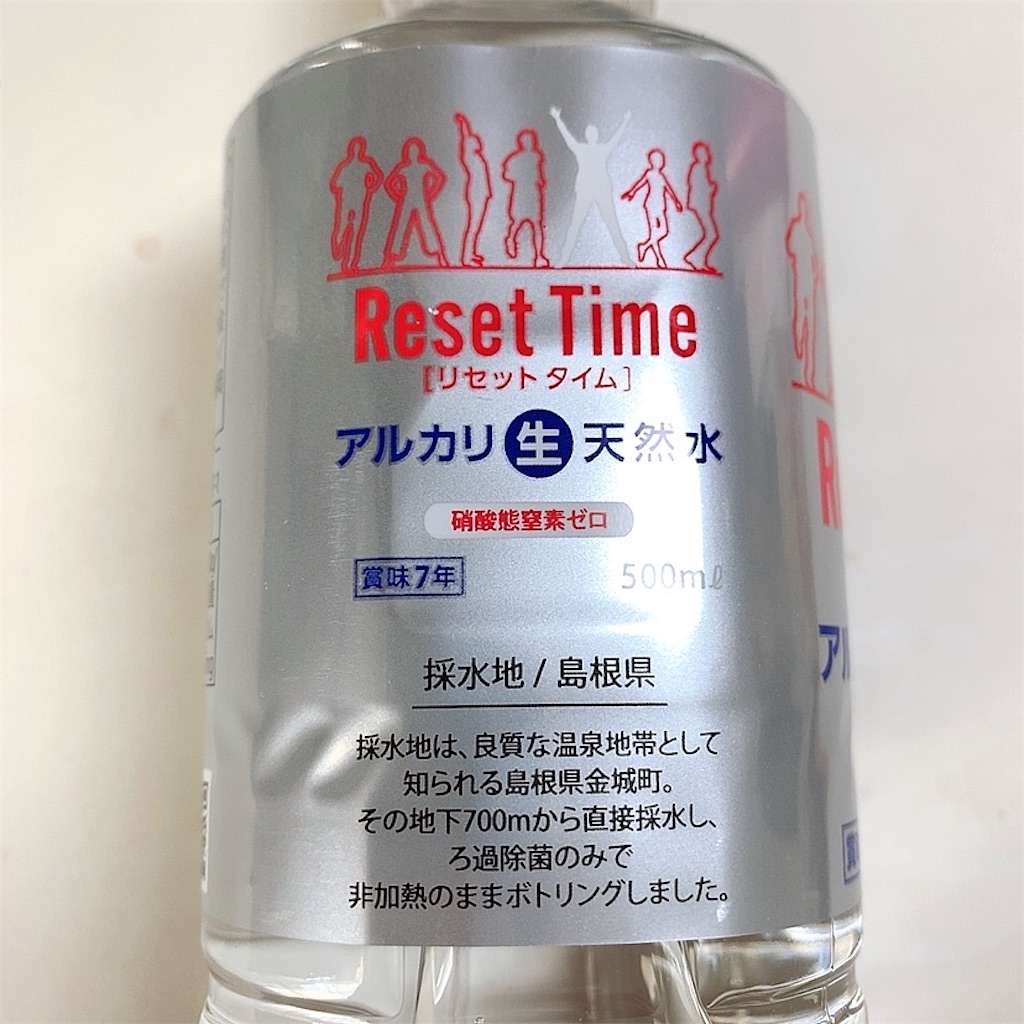 Reset Time
[リセット タイム]
アルカリ生天然水
硝酸態窒素ゼロ
賞味7年
500mℓ
採水地 / 島根県
採水地は、良質な温泉地帯として
知られる島根県金城町。
その地下700mから直接採水し、
ろ過除菌のみで
非加熱のままボトリングしました。